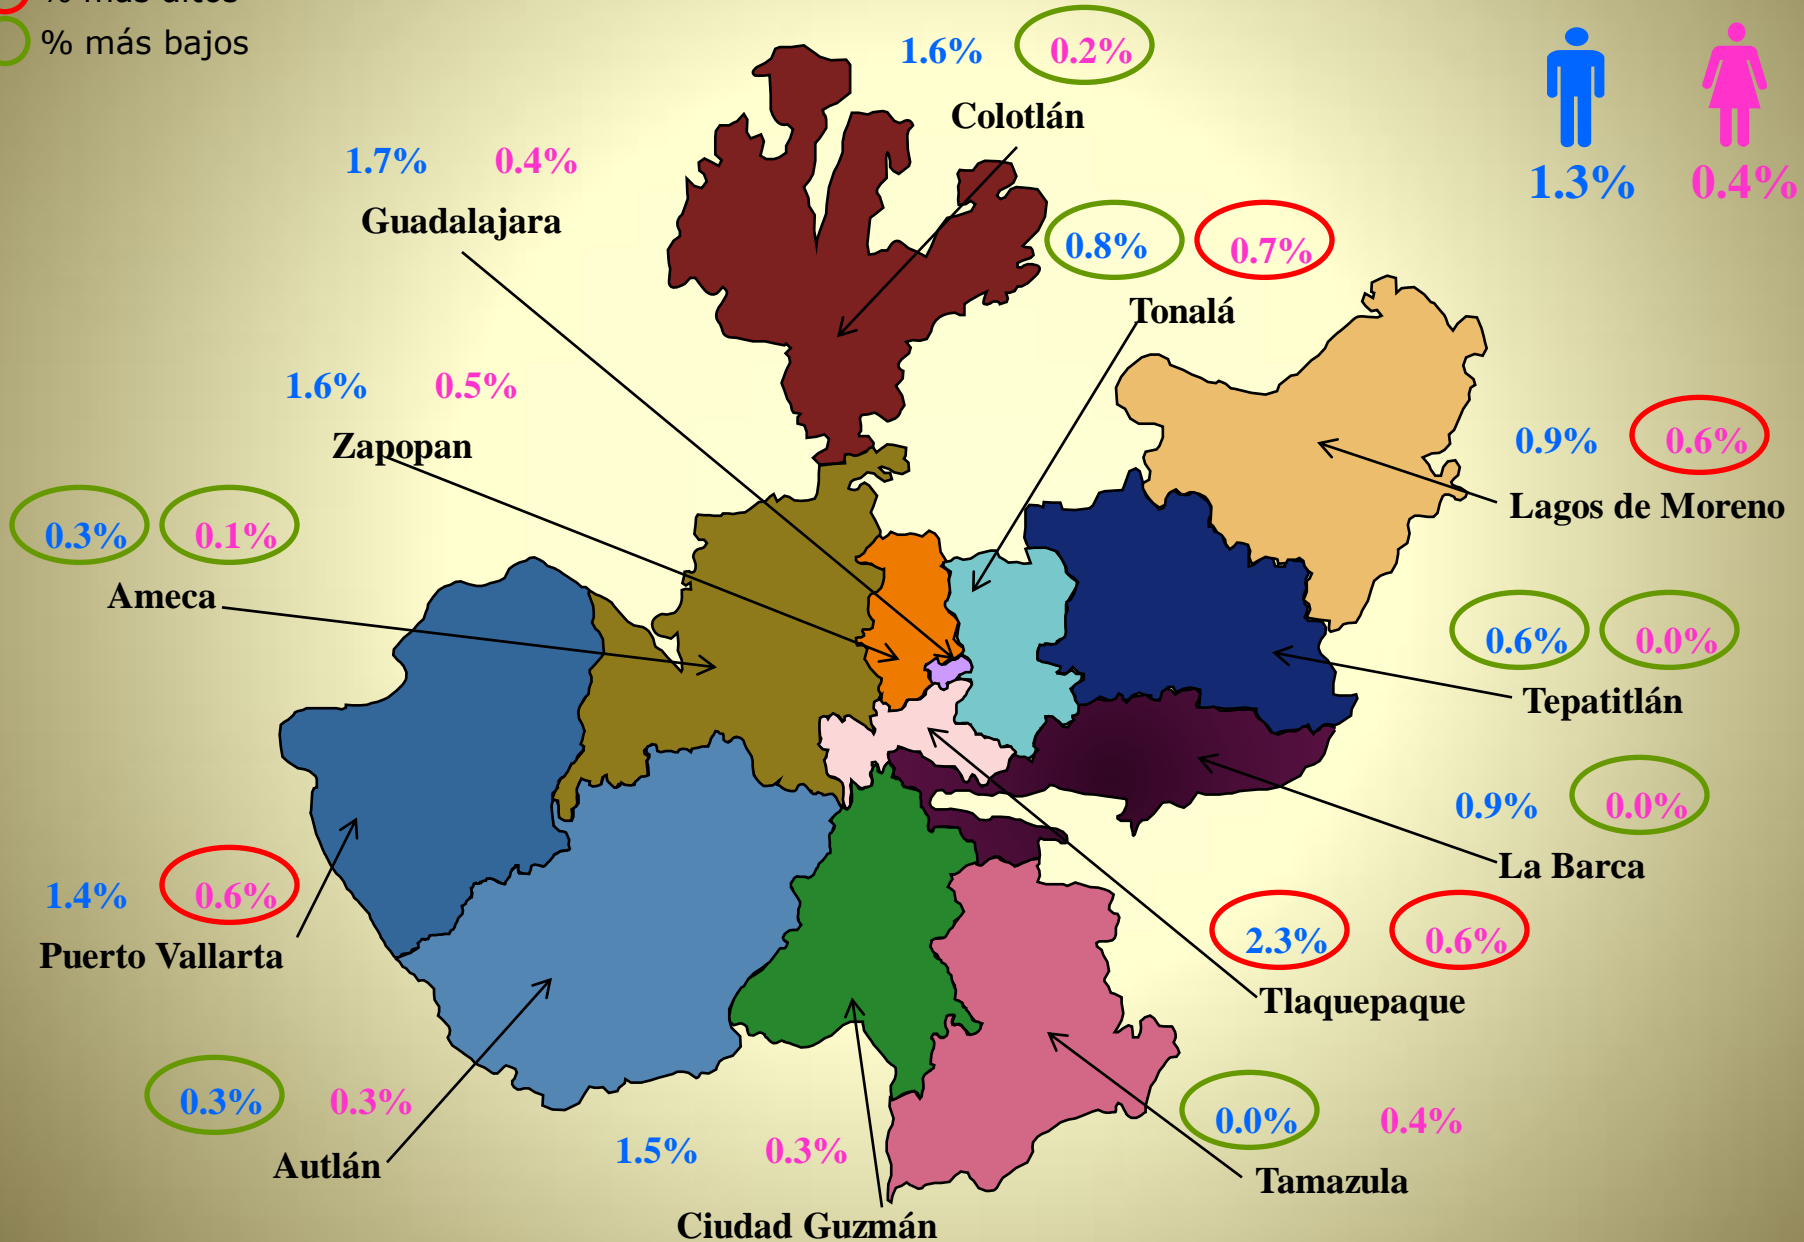 % más altos
% más bajos
1.6% 0.2%
Colotlán
1.3% 0.4%
1.7% 0.4%
Guadalajara
0.8% 0.7%
Tonalá
1.6% 0.5%
Zapopan
0.9% 0.6%
Lagos de Moreno
0.3% 0.1%
Ameca
0.6% 0.0%
Tepatitlán
0.9% 0.0%
La Barca
1.4% 0.6%
Puerto Vallarta
2.3% 0.6%
Tlaquepaque
0.3% 0.3%
Autlán
1.5% 0.3%
Ciudad Guzmán
0.0% 0.4%
Tamazula